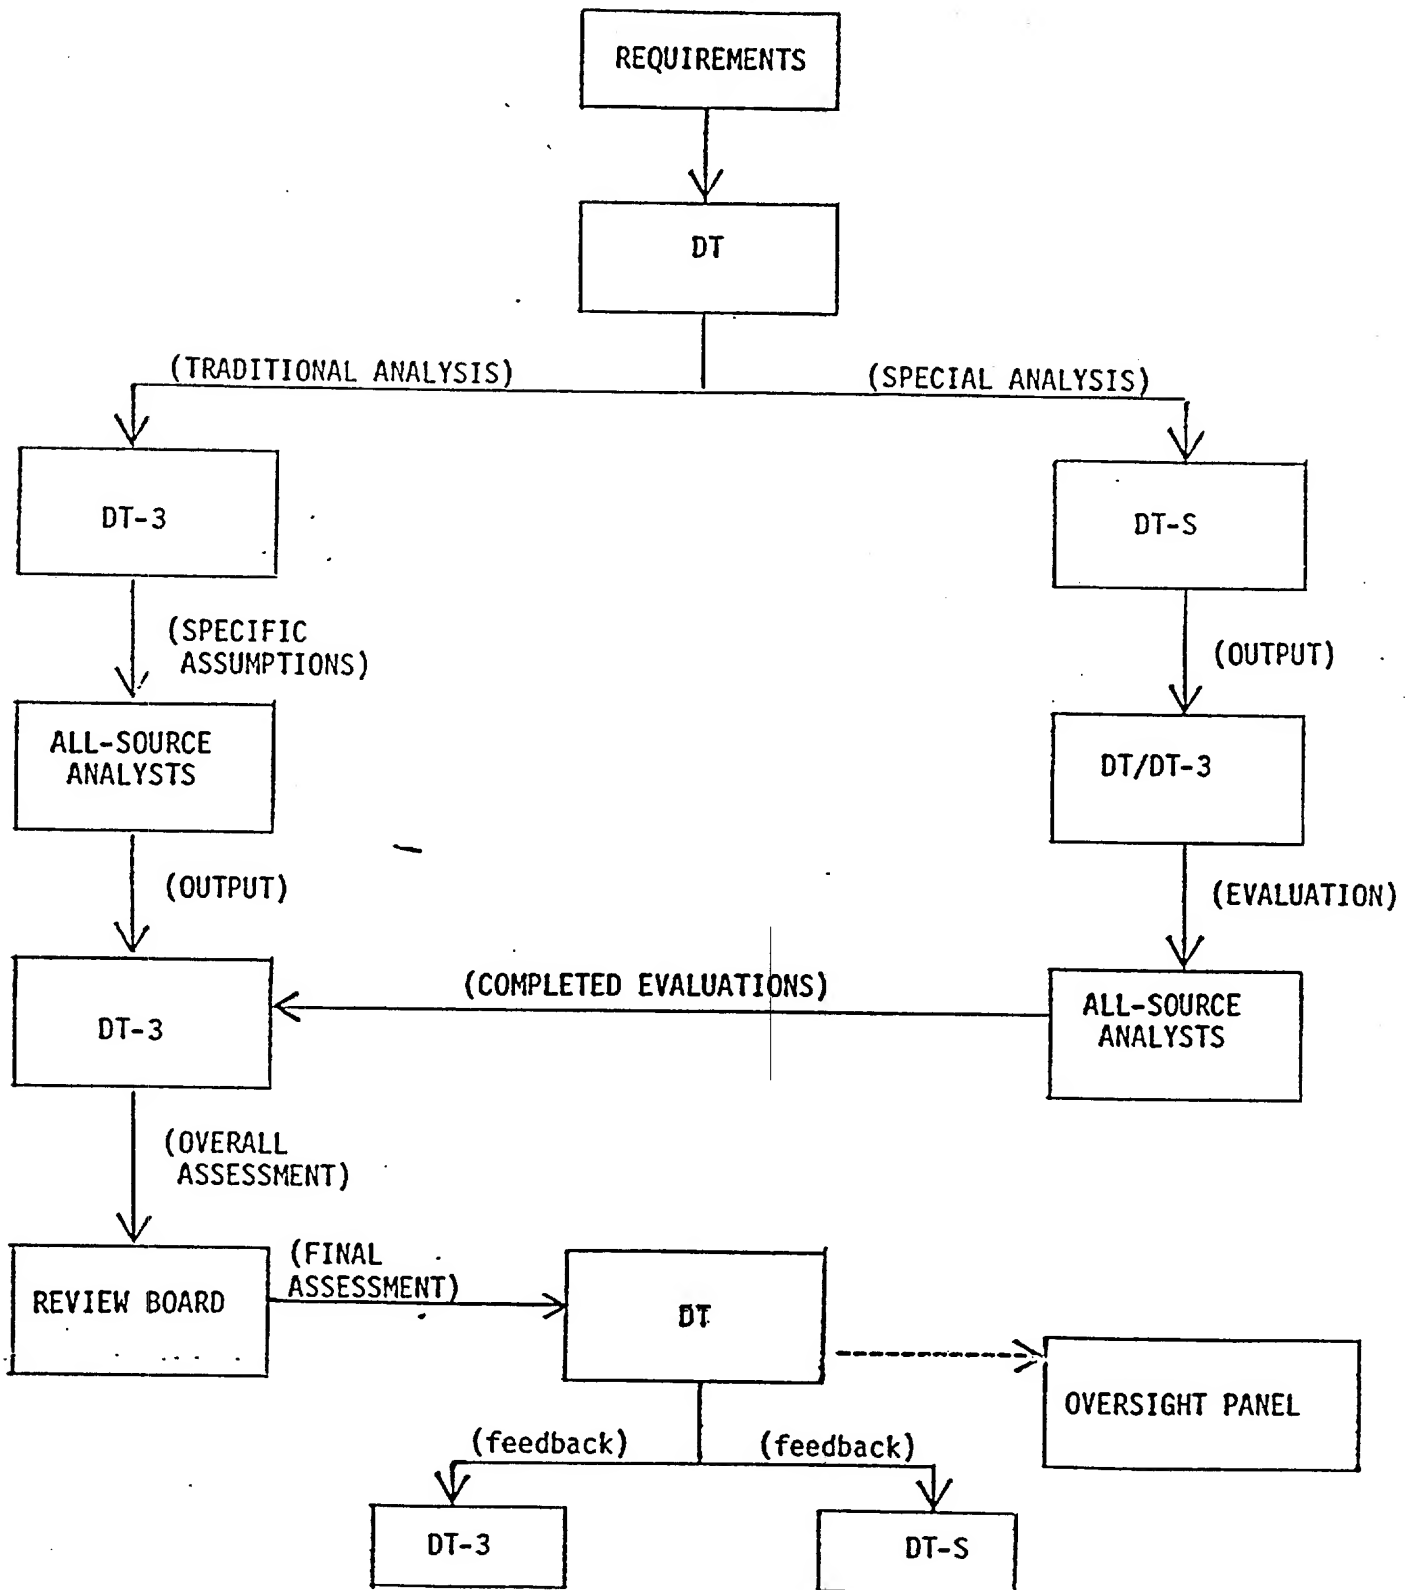 REQUIREMENTS
DT
(TRADITIONAL ANALYSIS)
(SPECIAL ANALYSIS)
DT-3
DT-S
(SPECIFIC
ASSUMPTIONS)
(OUTPUT)
ALL-SOURCE
ANALYSTS
DT/DT-3
(OUTPUT)
(EVALUATION)
(COMPLETED EVALUATIONS)
DT-3
ALL-SOURCE
ANALYSTS
(OVERALL
ASSESSMENT)
REVIEW BOARD
(FINAL
ASSESSMENT)
DT
OVERSIGHT PANEL
(feedback)
(feedback)
DT-3
DT-S